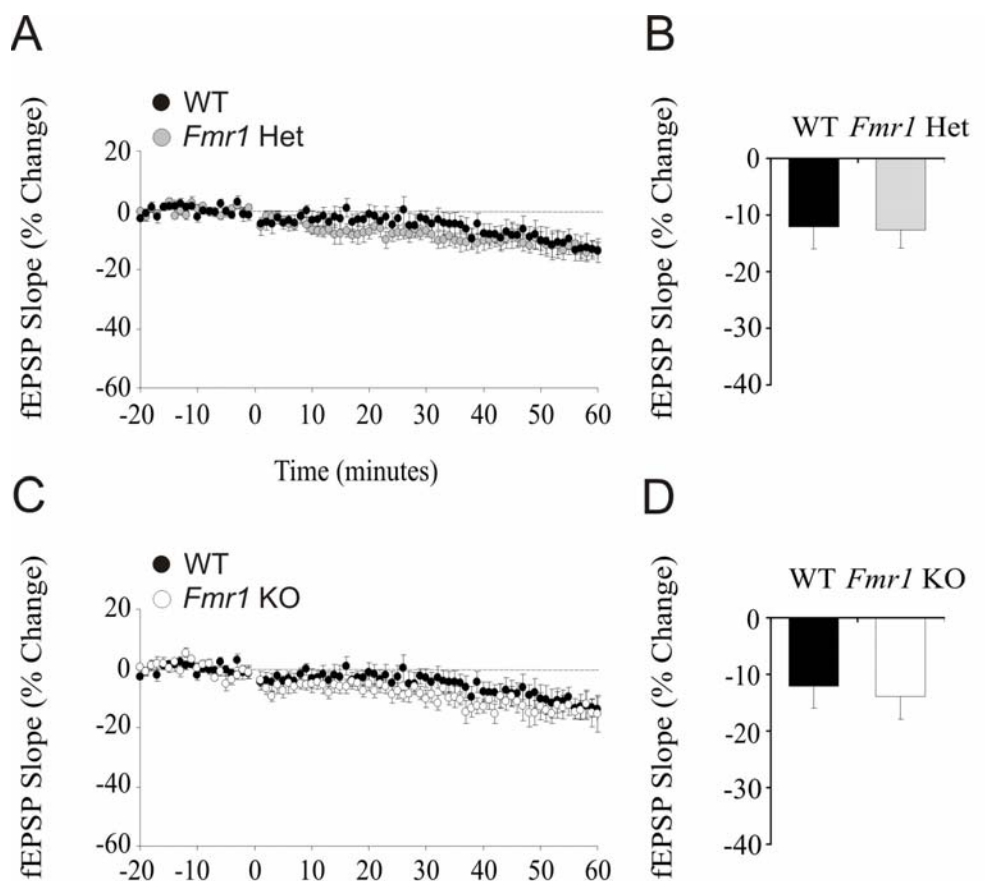 A
fEPSP Slope (% Change)
WT
Fmr1 Het
20
0
-20
-40
-60
-20 -10 0 10 20 30 40 50 60
Time (minutes)
B
fEPSP Slope (% Change)
WT Fmr1 Het
0
-10
-20
-30
-40
C
fEPSP Slope (% Change)
WT
Fmr1 KO
20
0
-20
-40
-60
-20 -10 0 10 20 30 40 50 60
D
fEPSP Slope (% Change)
WT Fmr1 KO
0
-10
-20
-30
-40